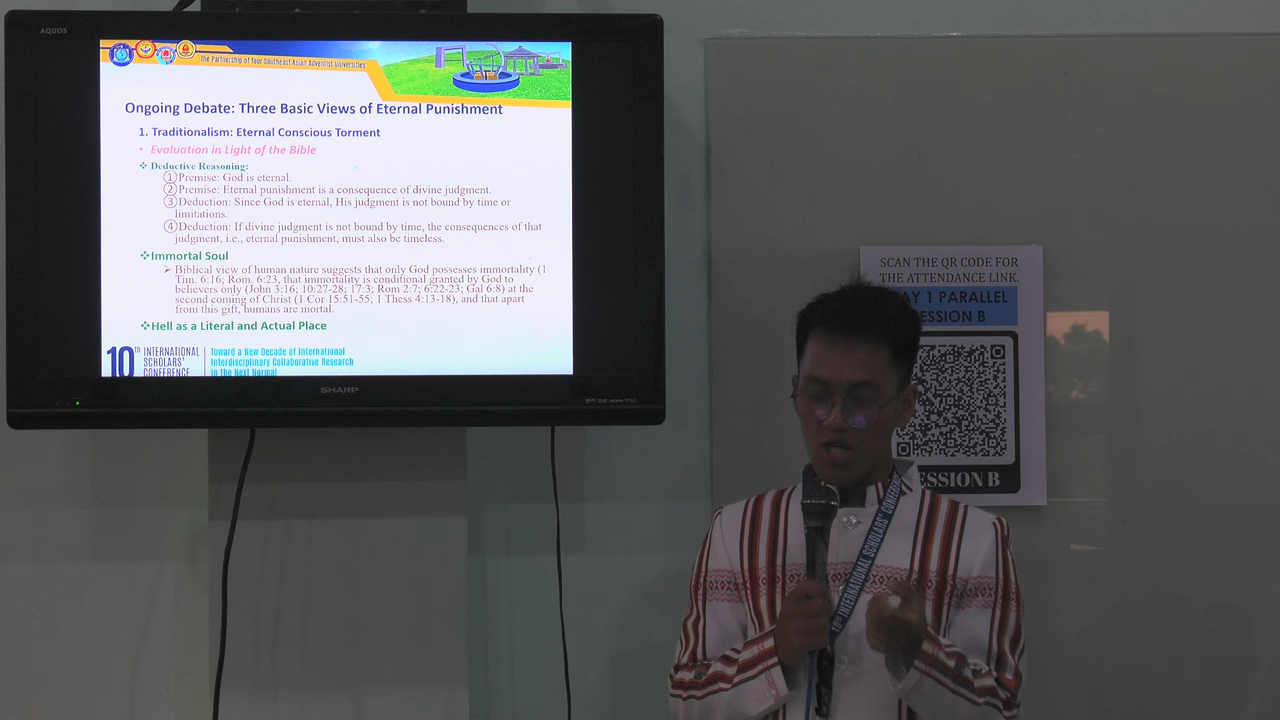 AQUOS
The Partnership of four Southeast Asian Adventist Universities
Ongoing Debate: Three Basic Views of Eternal Punishment
1. Traditionalism: Eternal Conscious Torment
• Evaluation in Light of the Bible
❖ Deductive Reasoning:
① Premise: God is eternal.
② Premise: Eternal punishment is a consequence of divine judgment.
③ Deduction: Since God is eternal, His judgment is not bound by time or
limitations.
④ Deduction: If divine judgment is not bound by time, the consequences of that
judgment, i.e., eternal punishment, must also be timeless.
❖ Immortal Soul
➢ Biblical view of human nature suggests that only God possesses immortality (1
Tim. 6:16; Rom. 6:23, that immortality is conditional granted by God to
believers only (John 3:16; 10:27-28; 17:3; Rom 2:7; 6:22-23; Gal 6:8) at the
second coming of Christ (1 Cor 15:51-55; 1 Thess 4:13-18), and that apart
from this gift, humans are mortal.
❖ Hell as a Literal and Actual Place
10th INTERNATIONAL
SCHOLARS'
CONFERENCE
Toward a New Decade of International
Interdisciplinary Collaborative Research
in the Next Normal
SHARP
SCAN THE QR CODE FOR
THE ATTENDANCE LINK.
AY 1 PARALLEL
ESSION B
ESSION B
10th INTERNATIONAL SCHOLARS' CONFERENCE